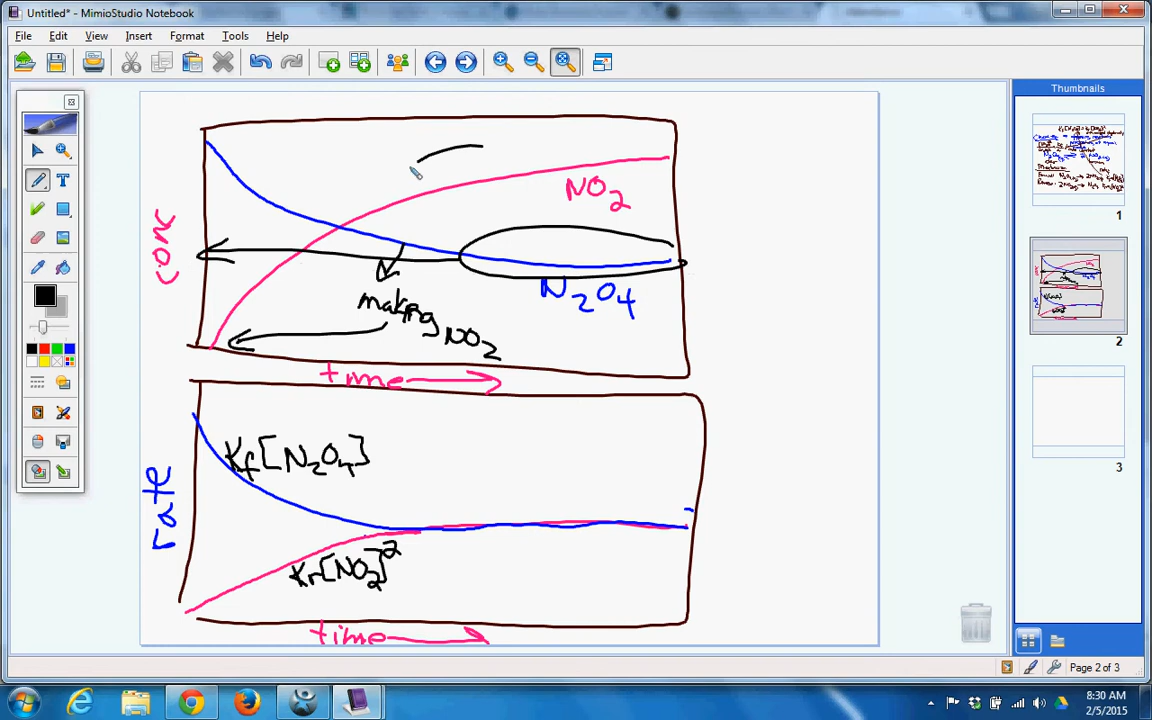 Untitled* - MimioStudio Notebook
File Edit View Insert Format Tools Help
Thumbnails
conc
NO2
N2O4
making
NO2
time
rate
Kf[N2O4]
Kr[NO2]²
time
1
2
3
Page 2 of 3
8:30 AM
2/5/2015